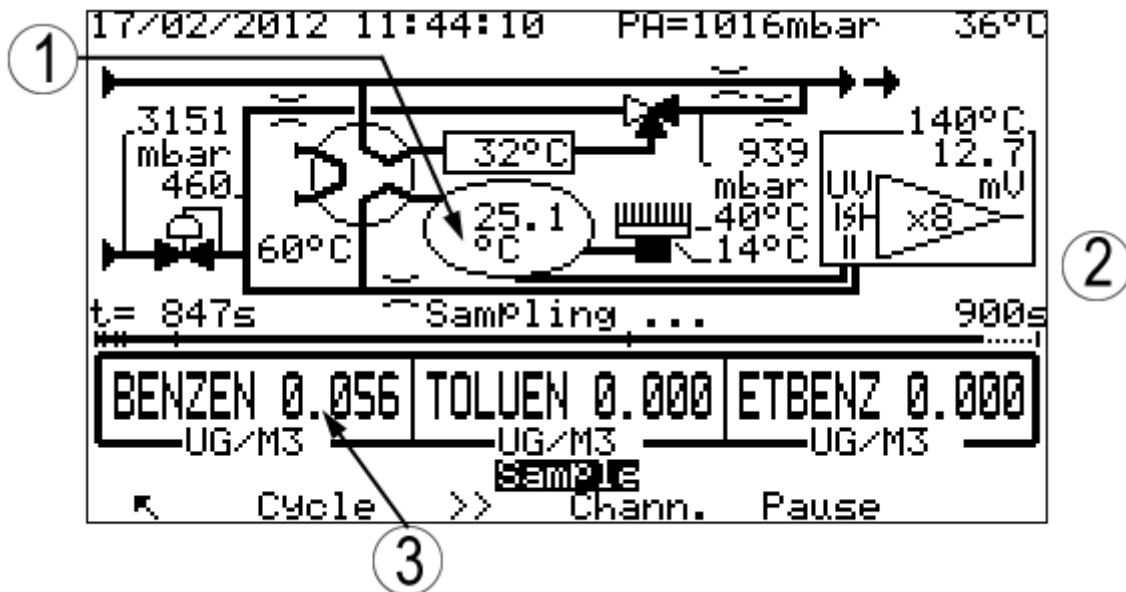 17/02/2012 11:44:10 PA=1016mbar 36°C
1
3151 mbar
460
60°C
32°C
25.1 °C
939 mbar
40°C
14°C
140°C
12.7 mV
UV
x8
2
t= 847s Sampling ... 900s
BENZEN 0.056 TOLUEN 0.000 ETBENZ 0.000
UG/M3 UG/M3 UG/M3
Sample
Cycle >> Chann. Pause
3